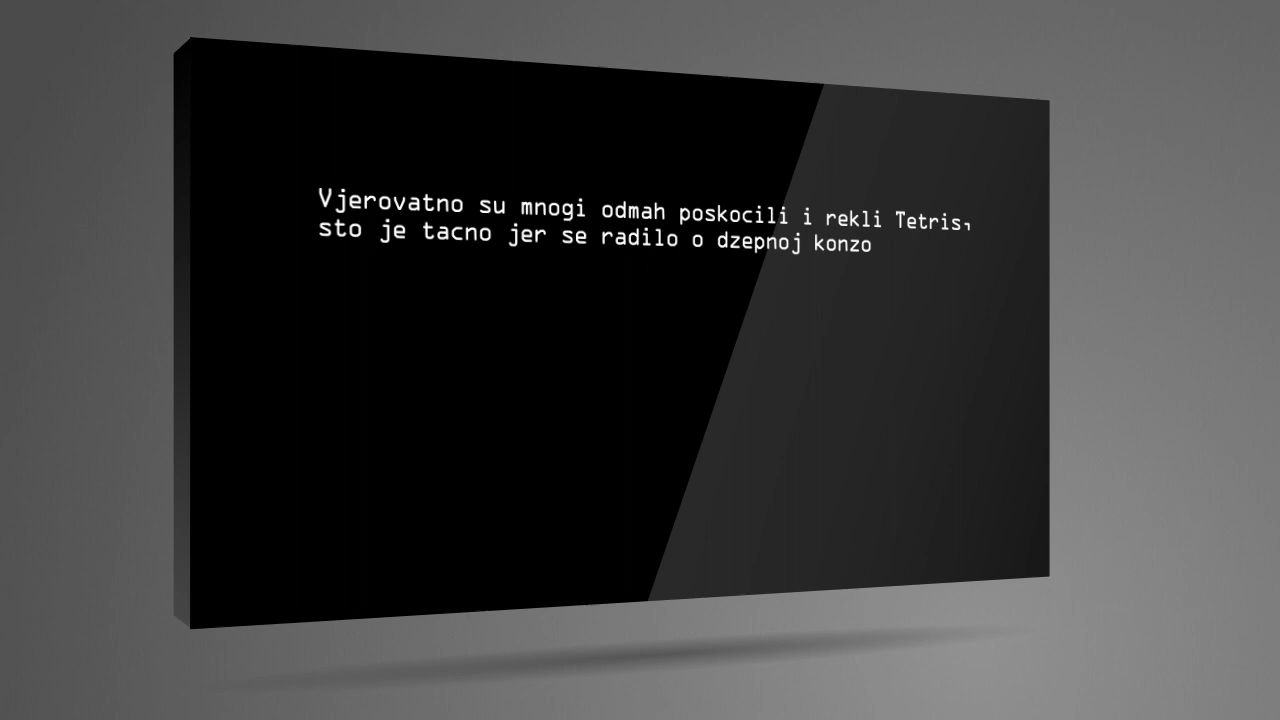 Vjerovatno su mnogi odmah poskocili i rekli Tetris,
sto je tacno jer se radilo o dzepnoj konzo